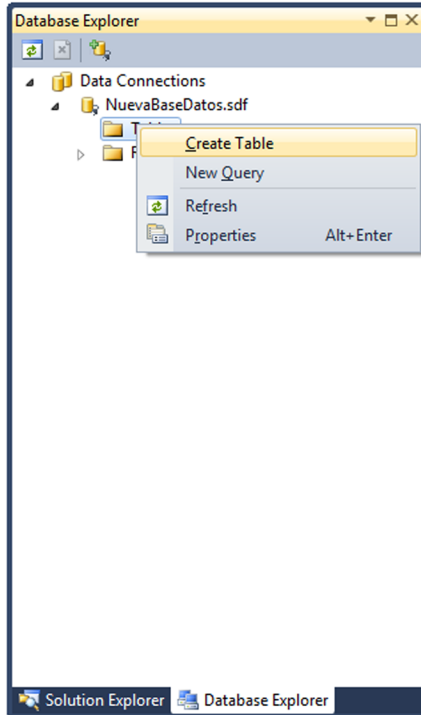 Database Explorer
Data Connections
NuevaBaseDatos.sdf
Create Table
New Query
Refresh
Properties Alt+Enter
Solution Explorer Database Explorer